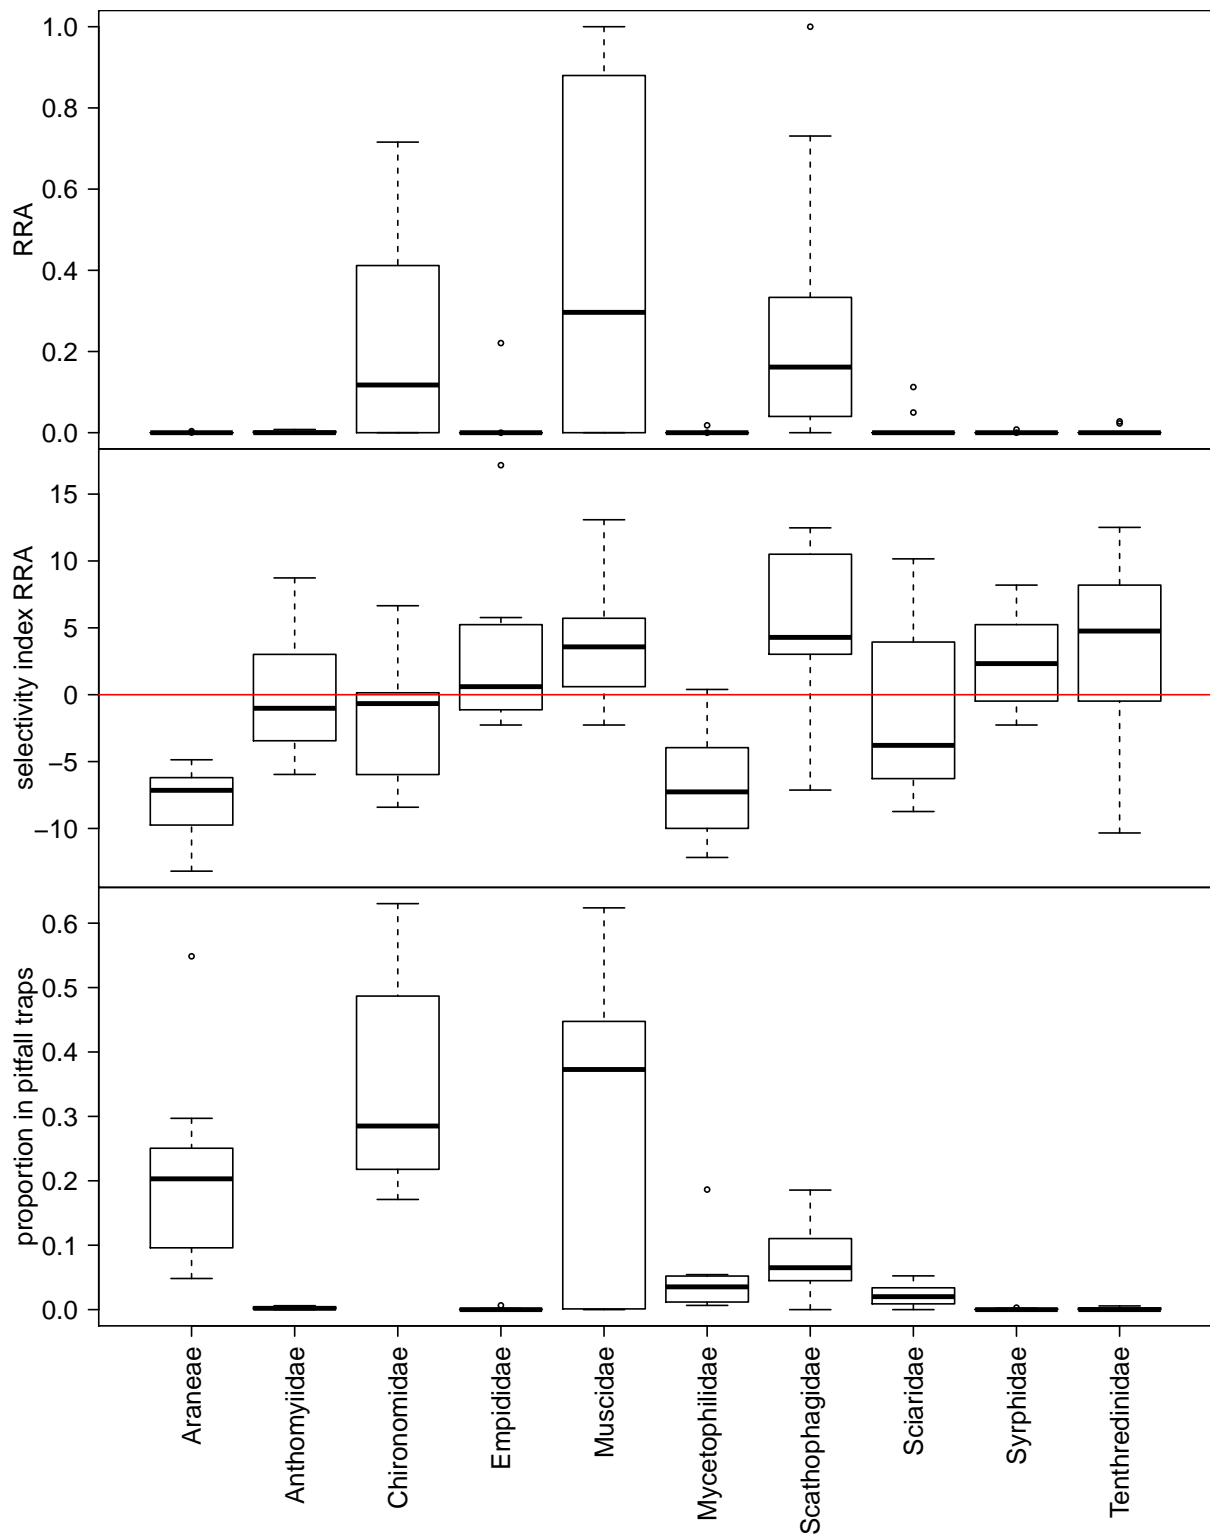 RRA
1.0
0.8
0.6
0.4
0.2
0.0
selectivity index RRA
15
10
5
0
−5
−10
proportion in pitfall traps
0.6
0.5
0.4
0.3
0.2
0.1
0.0
Araneae
Anthomyiidae
Chironomidae
Empididae
Muscidae
Mycetophilidae
Scathophagidae
Sciaridae
Syrphidae
Tenthredinidae